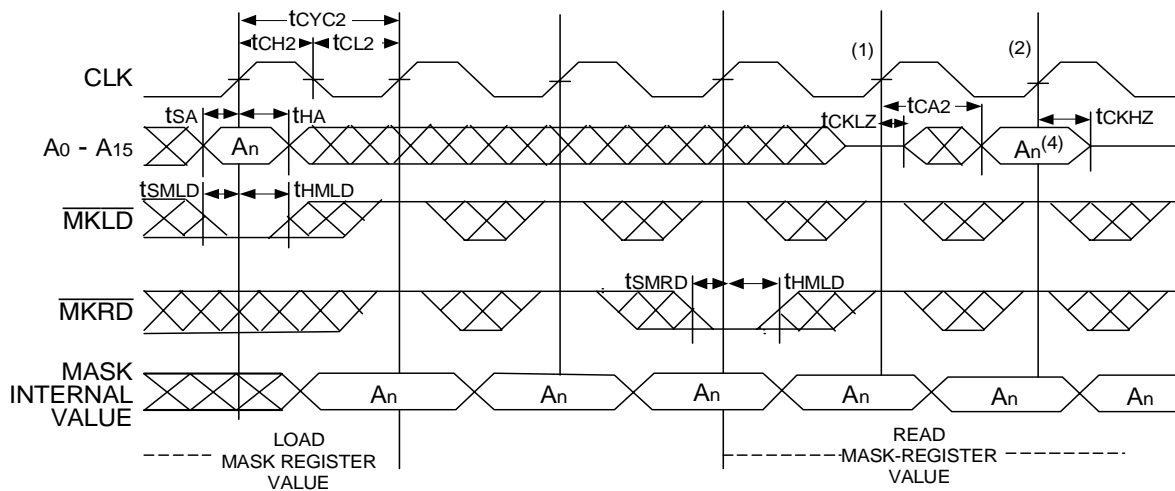 tCYC2
tCH2 tCL2
(1) (2)
CLK
tSA tHA tCKLZ tCA2 tCKHZ
A0 - A15 An An(4)
tSMLD tHMLD
MKLD
tSMRD tHMLD
MKRD
MASK
INTERNAL
VALUE
An An An An An An
LOAD
MASK REGISTER
VALUE
READ
MASK-REGISTER
VALUE